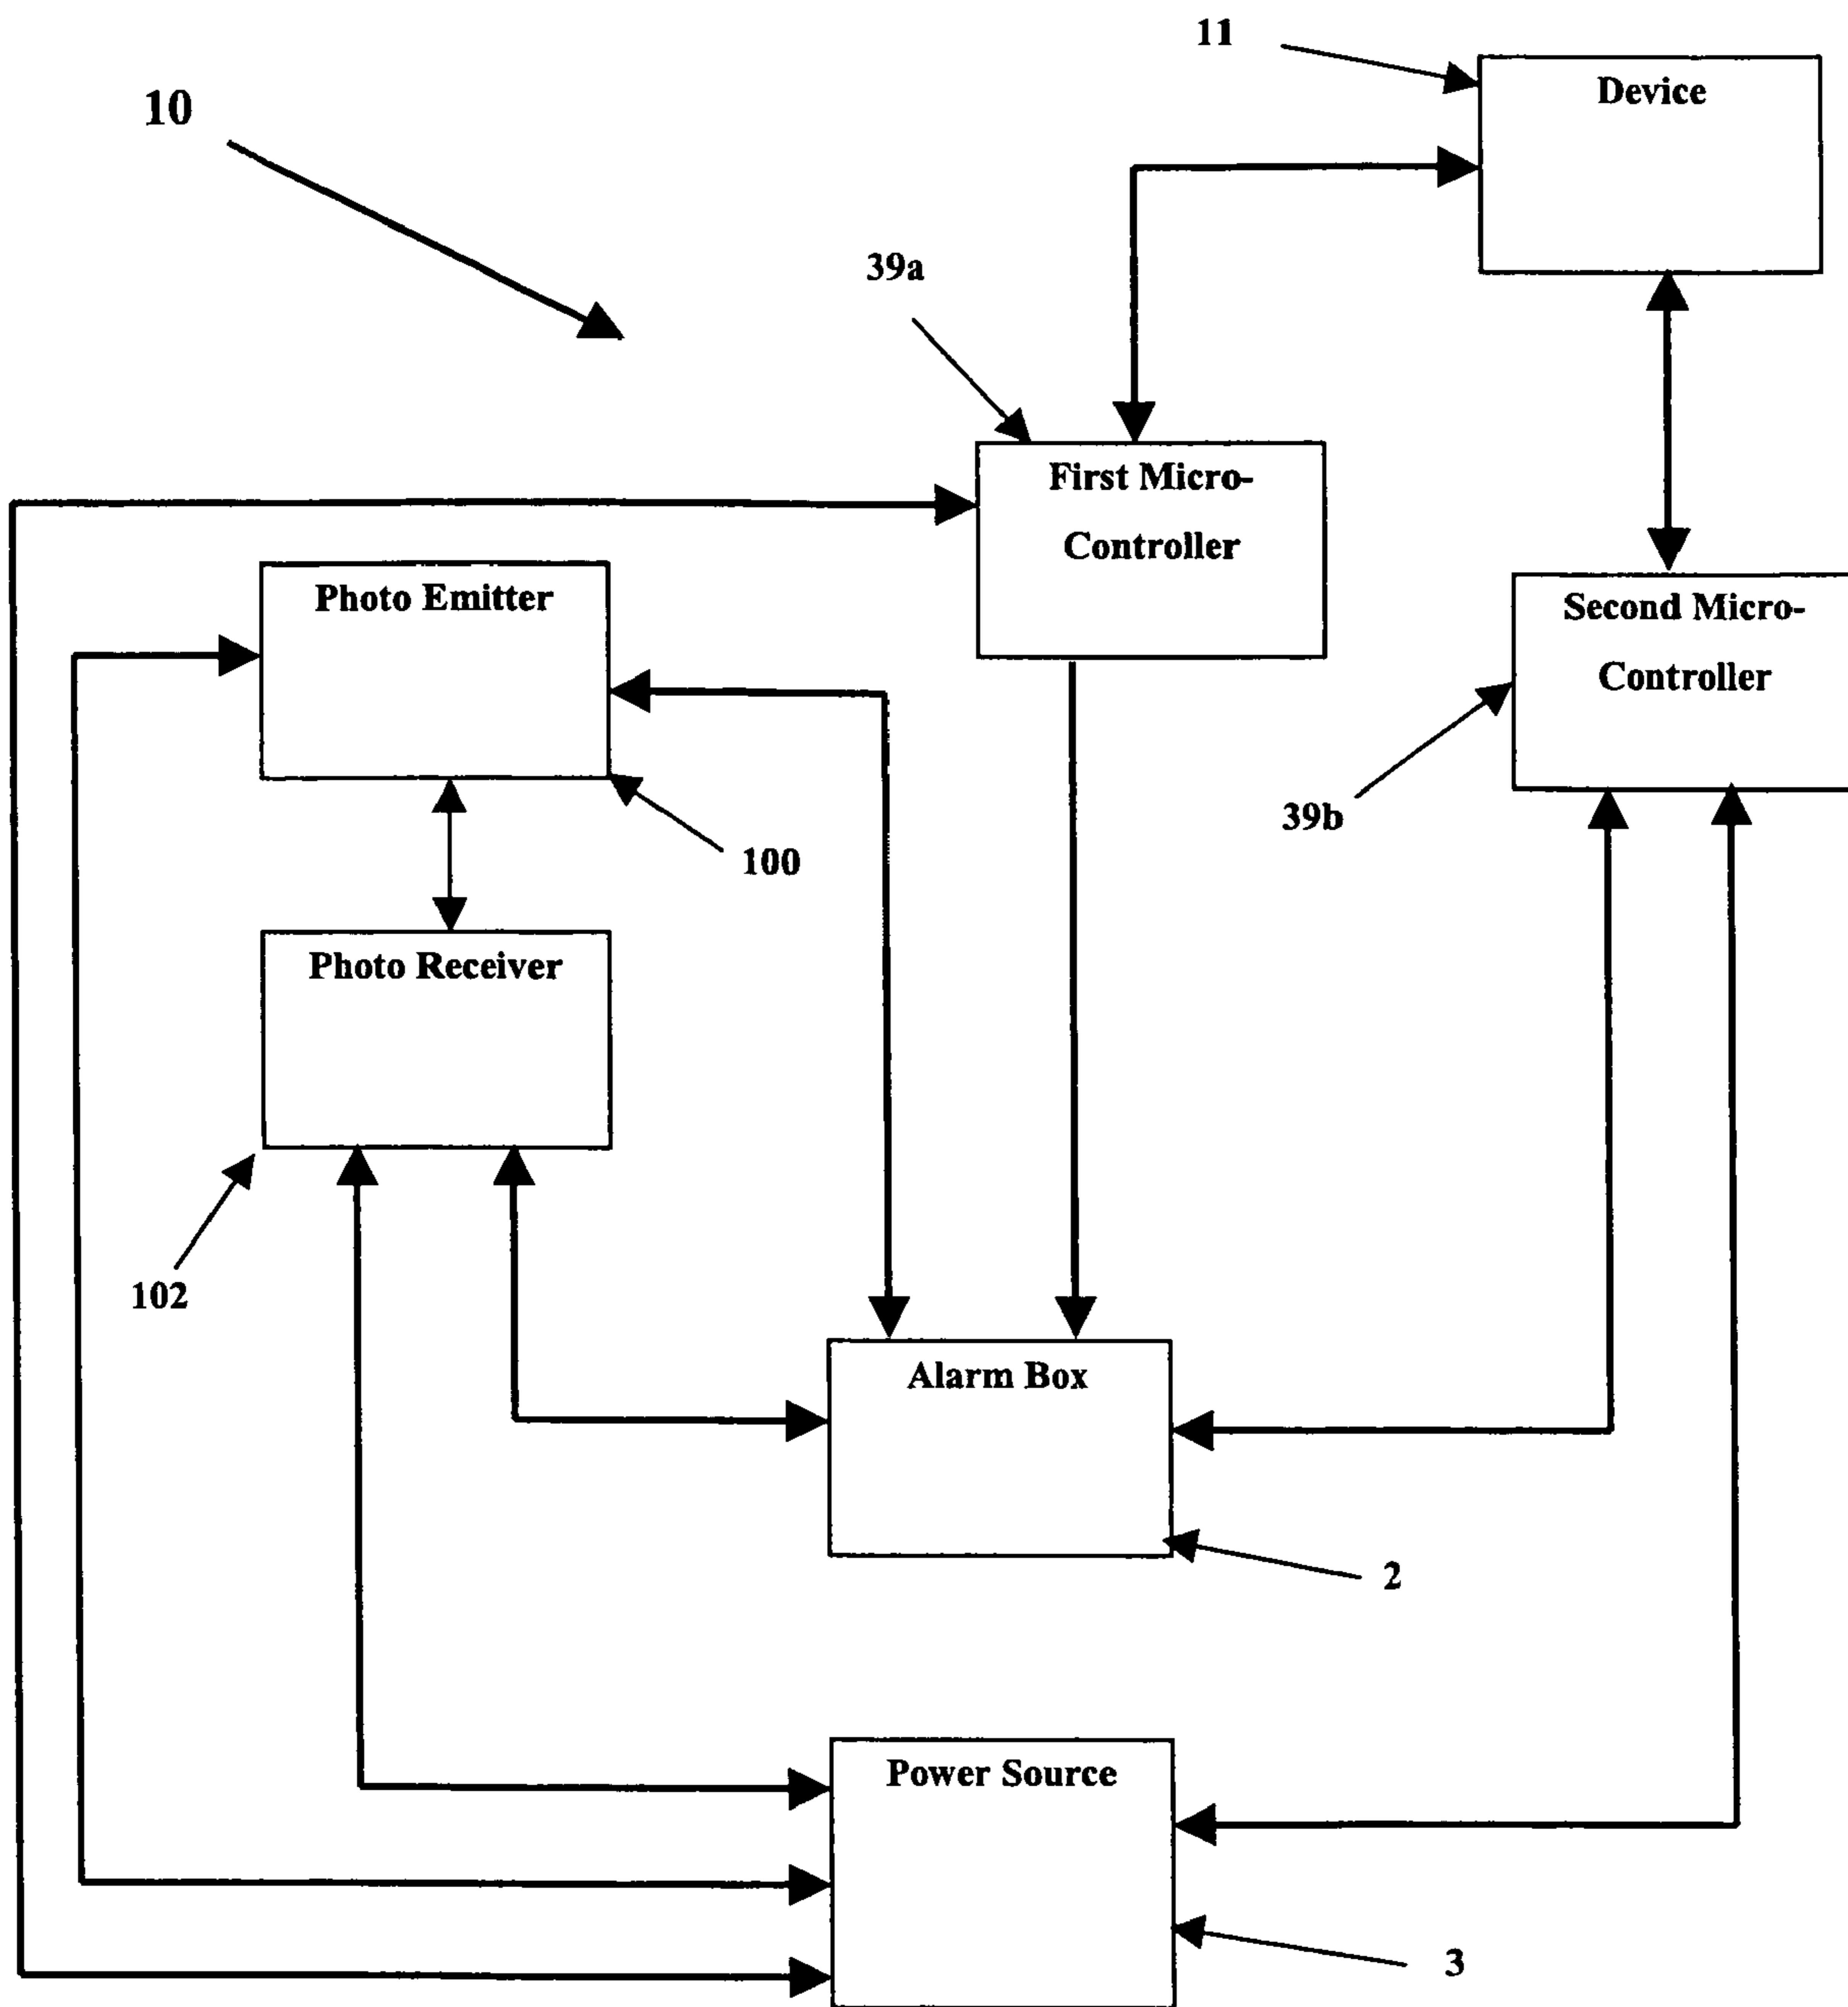 11
Device
10
39a
First Micro-
Controller
Photo Emitter
Second Micro-
Controller
39b
100
Photo Receiver
102
Alarm Box
2
Power Source
3